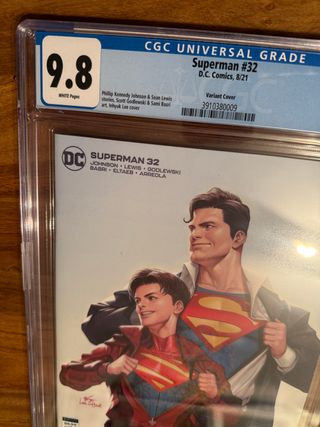 CGC UNIVERSAL GRADE
9.8
WHITE Pages
Superman #32
D.C. Comics, 8/21
Phillip Kennedy Johnson & Sean Lewis
stories, Scott Godlewski & Sami Basri
art, Inhyuk Lee cover
Variant Cover
3910380009
DC
SUPERMAN 32
JOHNSON • LEWIS • GODLEWSKI
BASRI • ELTAEB • ARREOLA
S
S